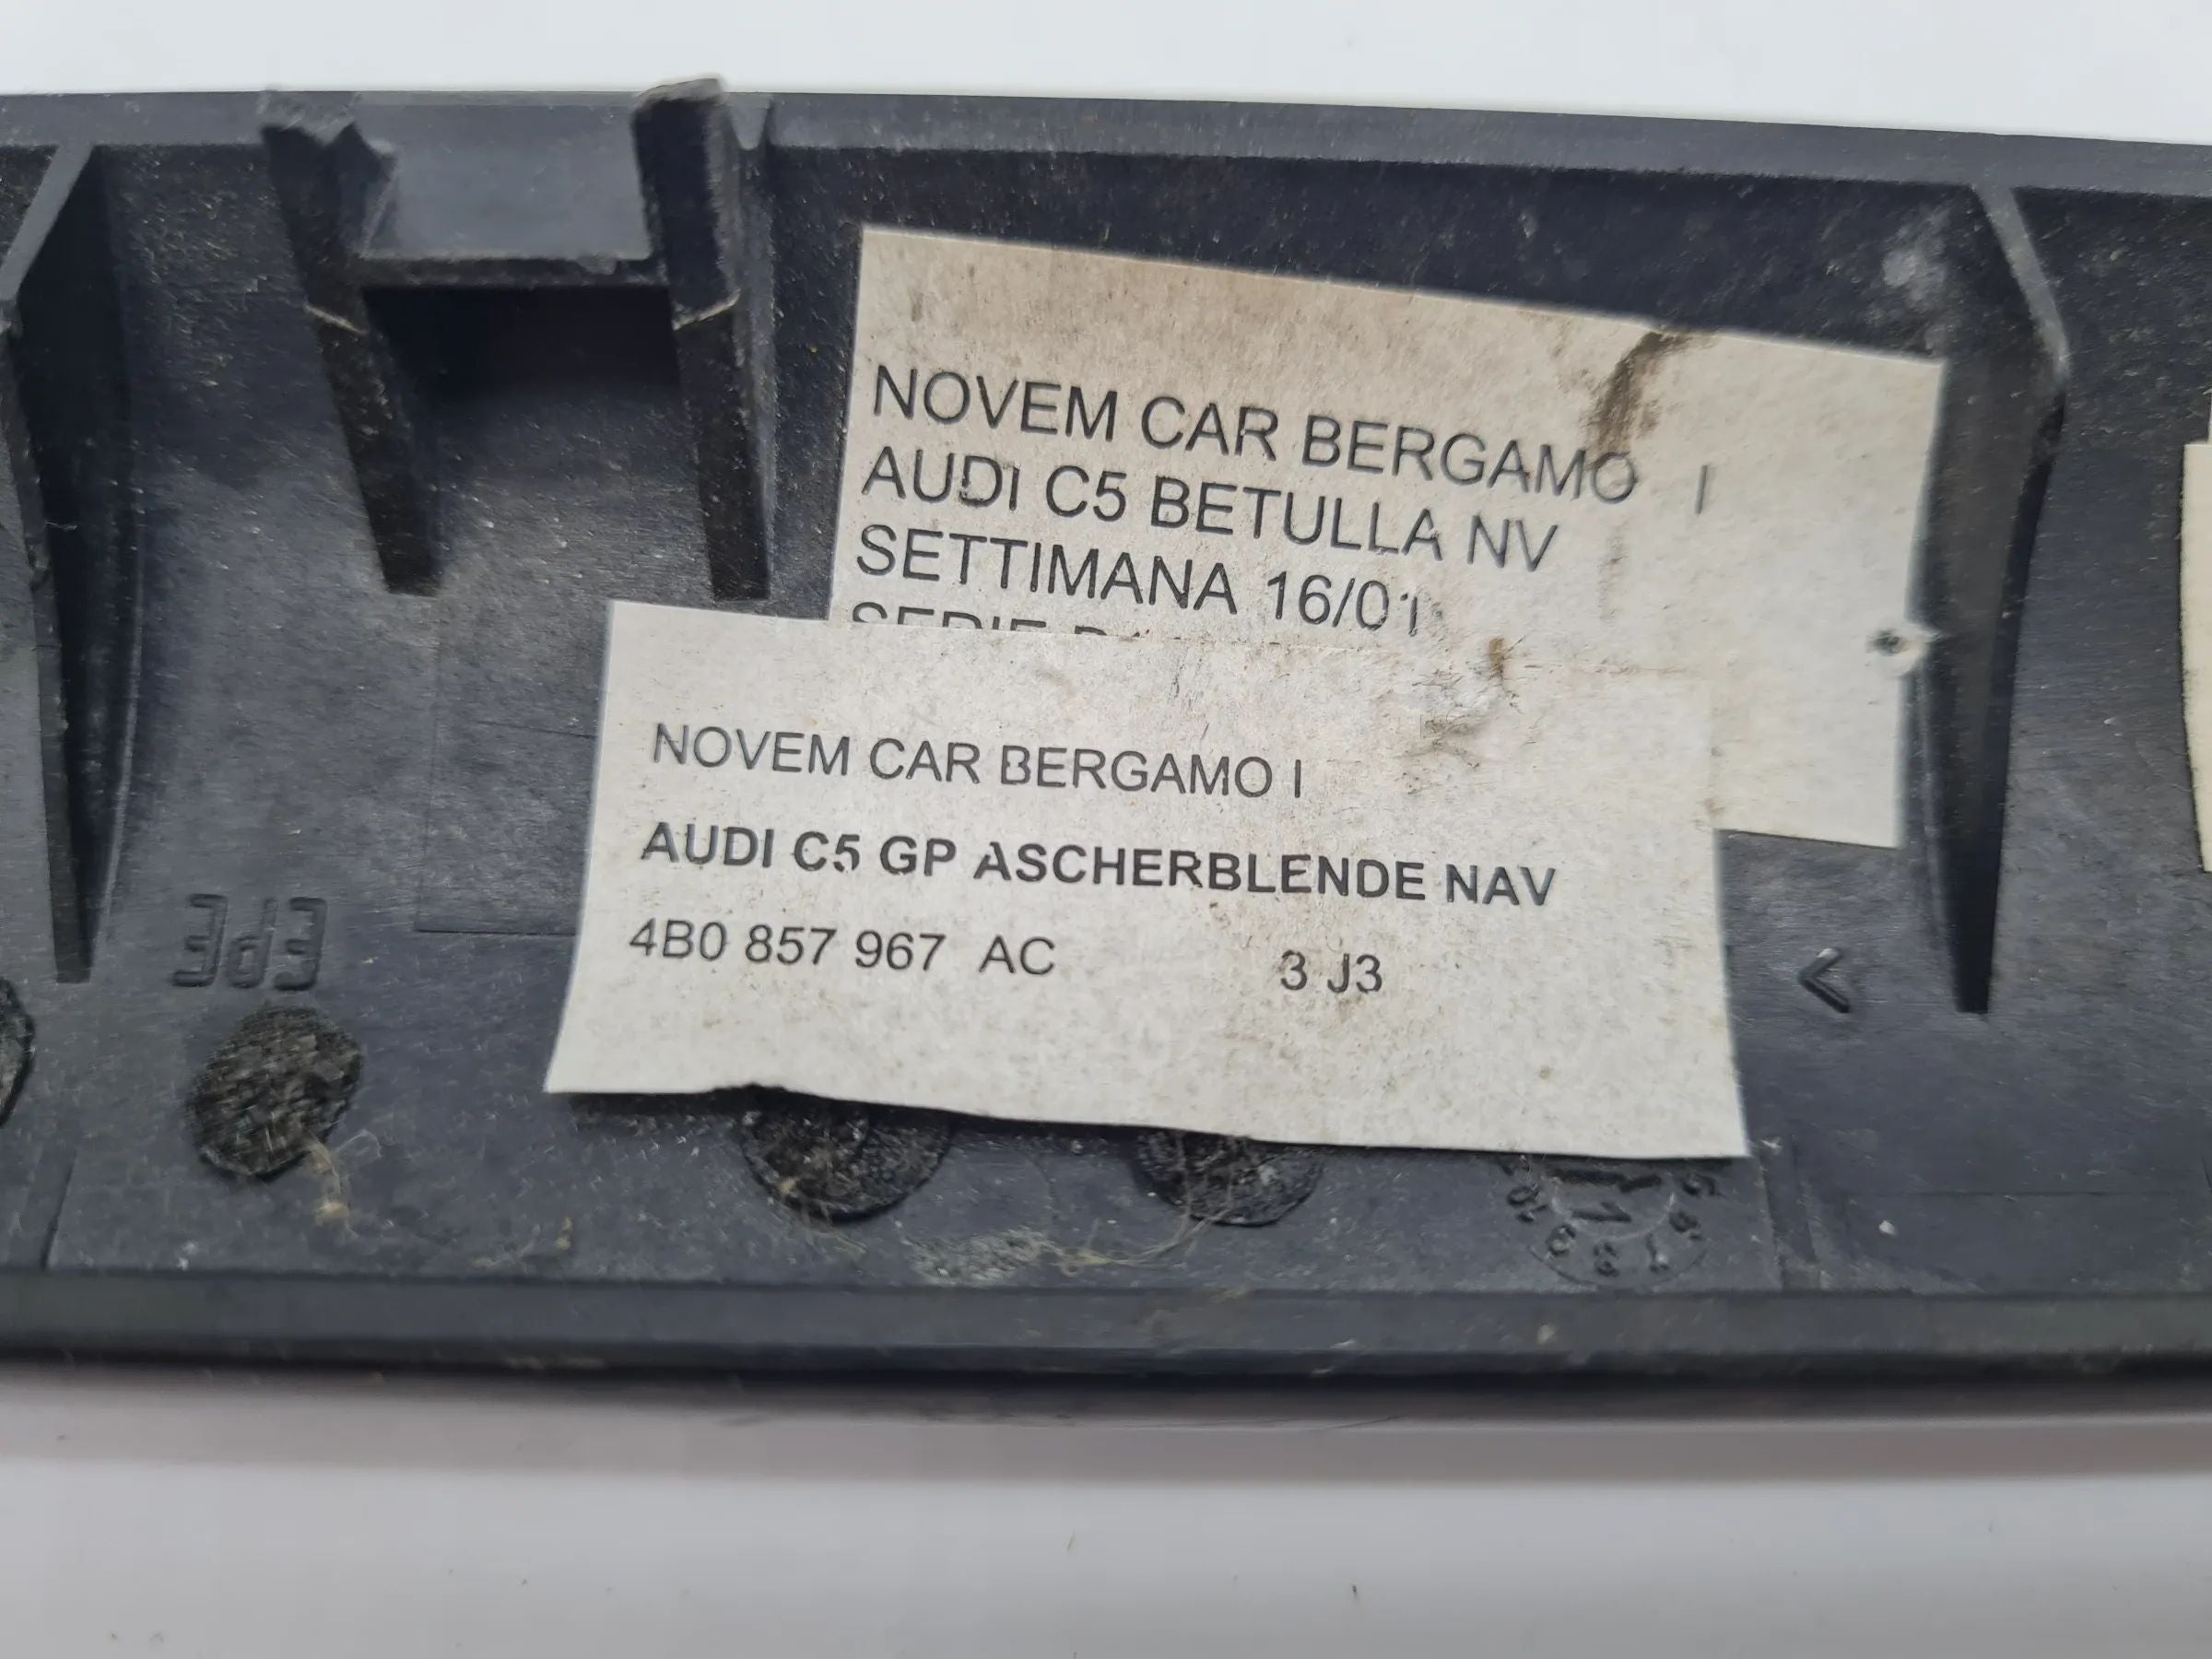 NOVEM CAR BERGAMO I
AUDI C5 BETULLA NV
SETTIMANA 16/01
NOVEM CAR BERGAMO I
AUDI C5 GP ASCHERBLENDE NAV
4B0 857 967 AC 3 J3
<